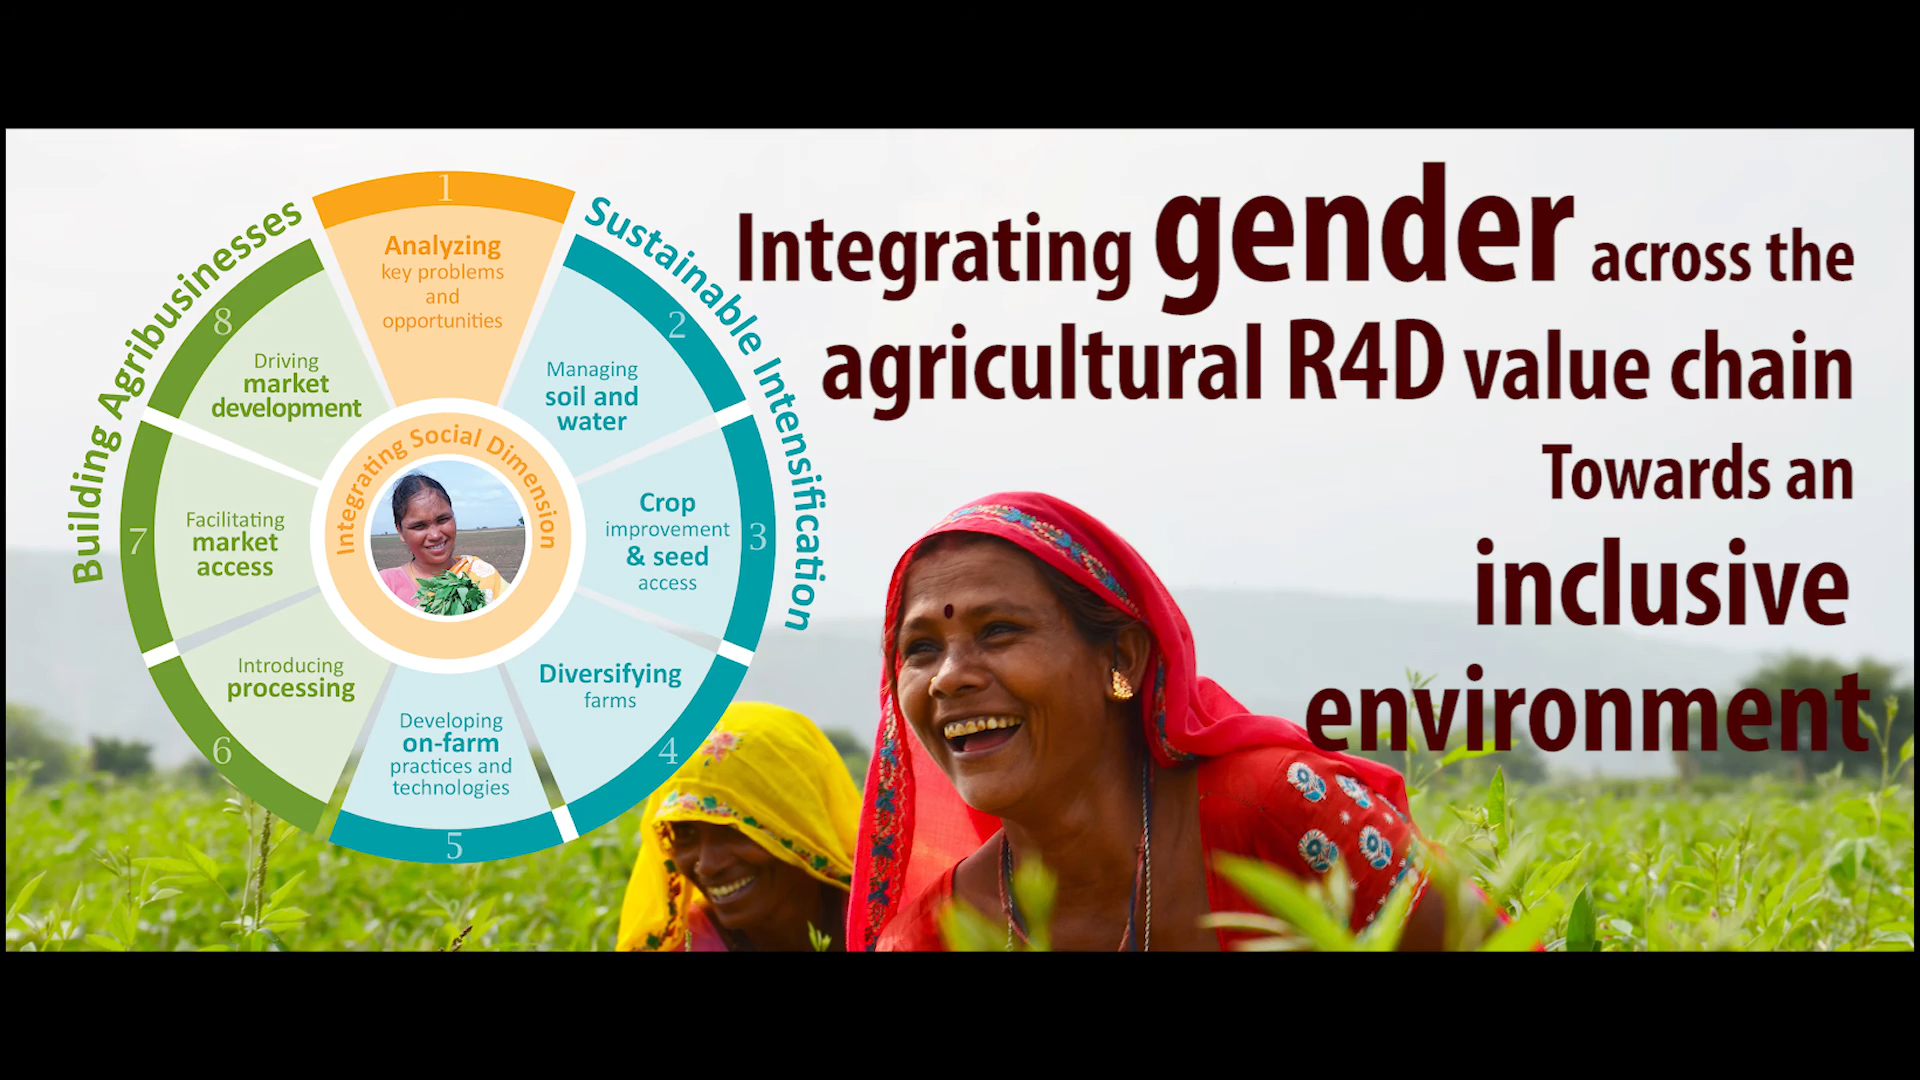 Integrating gender across the
agricultural R4D value chain
Towards an
inclusive
environment
Building Agribusinesses
Sustainable Intensification
Integrating Social Dimension
1
Analyzing
key problems
and
opportunities
2
Managing
soil and
water
3
Crop
improvement
& seed
access
4
Diversifying
farms
5
Developing
on-farm
practices and
technologies
6
Introducing
processing
7
Facilitating
market
access
8
Driving
market
development